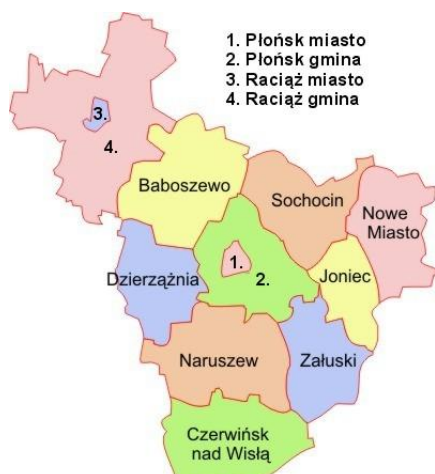 1. Płońsk miasto
2. Płońsk gmina
3. Raciąż miasto
4. Raciąż gmina
3.
4.
Baboszewo
Sochocin
Nowe
Miasto
1.
2.
Dzierzążnia
Joniec
Naruszew
Załuski
Czerwińsk
nad Wisłą